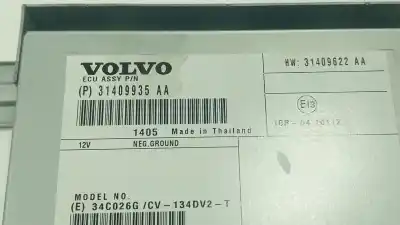 VOLVO
ECU ASSY P/N
(P) 31409935 AA
HW: 31409622 AA
E13
1405 Made in Thailand
12V NEG.GROUND
MODEL NO.
(E) 34C026G /CV-134DV2-T